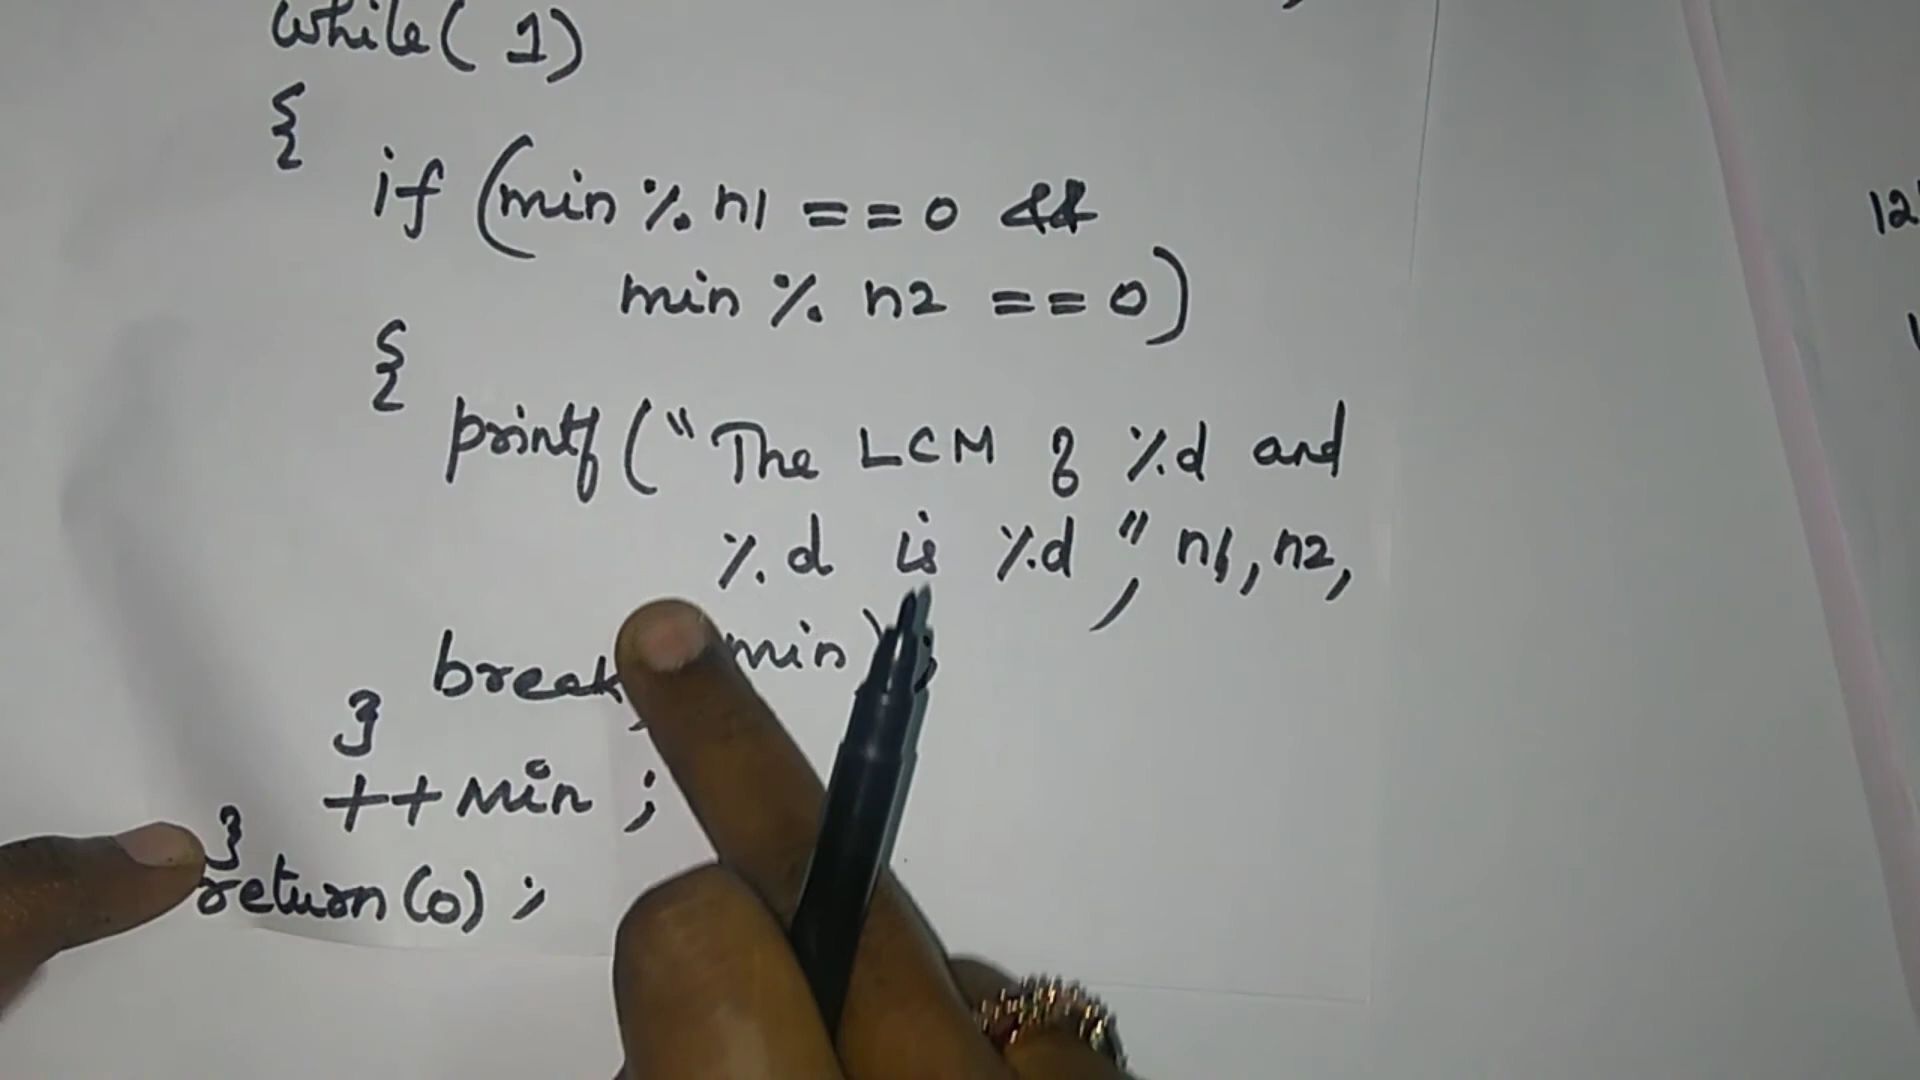 while( 1)
{
if (min % n1 == 0 &&
min % n2 == 0)
{
printf ("The LCM of %d and
%d is %d ", n1, n2,
min);
break;
}
++min ;
}
return(0) ;
12